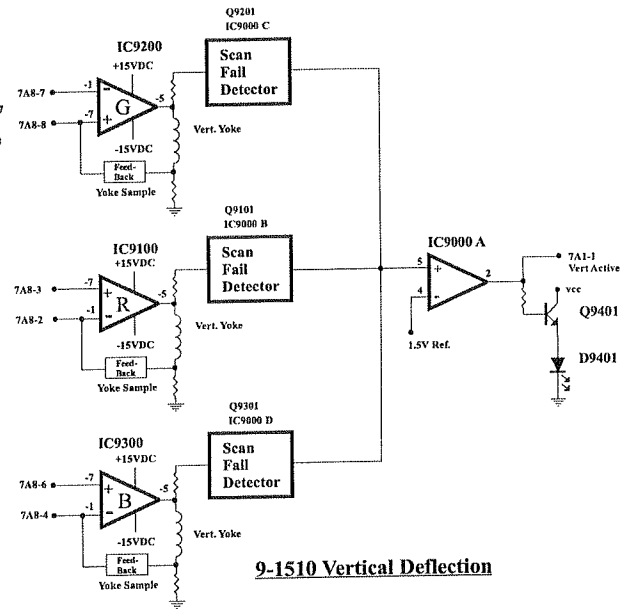 Q9201
IC9000 C
IC9200
+15VDC
Scan
Fail
Detector
7A8-7
-1
-
G
-5
7
7A8-8
-7
+
Vert. Yoke
-15VDC
Feed-
Back
Yoke Sample
Q9101
IC9000 B
IC9100
+15VDC
Scan
Fail
Detector
IC9000 A
7A8-3
-7
+
R
-5
5
+
2
7A1-1
Vert Active
7A8-2
-1
-
4
-
vcc
Q9401
Vert. Yoke
-15VDC
1.5V Ref.
D9401
Feed-
Back
Yoke Sample
Q9301
IC9000 D
IC9300
+15VDC
Scan
Fail
Detector
7A8-6
-7
+
B
-5
7A8-4
-1
-
Vert. Yoke
-15VDC
Feed-
Back
Yoke Sample
9-1510 Vertical Deflection